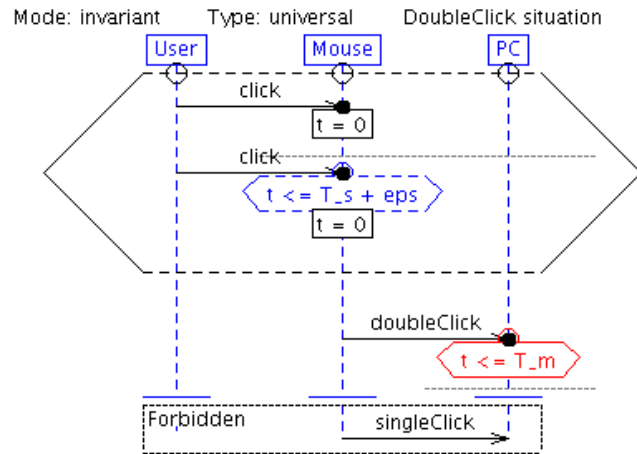 Mode: invariant Type: universal DoubleClick situation
User Mouse PC
click
t = 0
click
t <= T_s + eps
t = 0
doubleClick
t <= T_m
Forbidden
singleClick